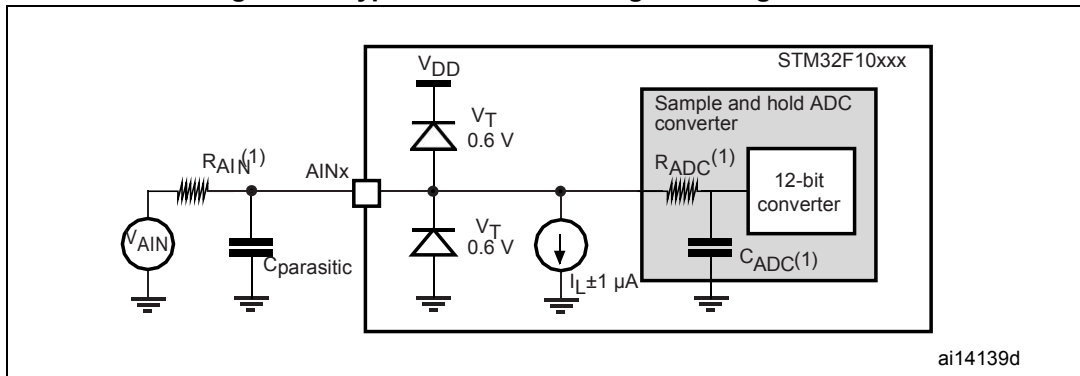 STM32F10xxx
VDD
Sample and hold ADC
converter
VT
0.6 V
RAIN(1)
AINx
RADC(1)
12-bit
converter
VAIN
Cparasitic
VT
0.6 V
IL±1 µA
CADC(1)
ai14139d